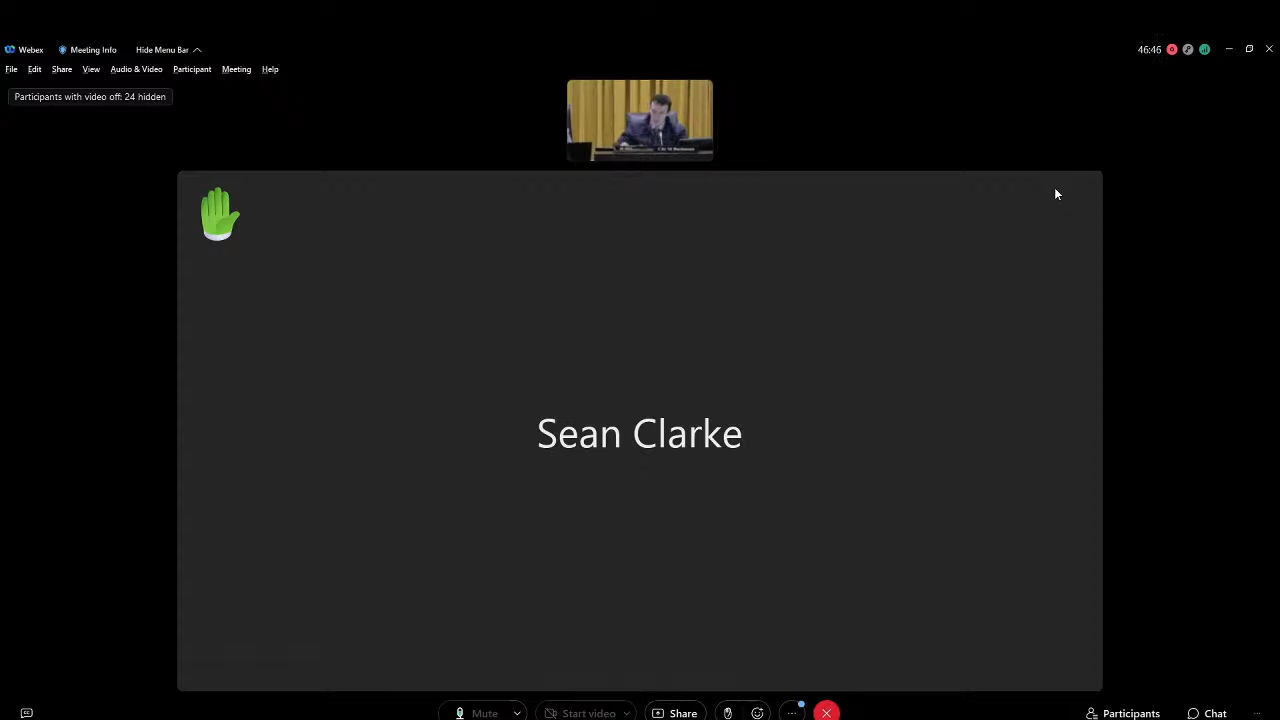 Webex Meeting Info Hide Menu Bar 46:46
File Edit Share View Audio & Video Participant Meeting Help
Participants with video off: 24 hidden
Sean Clarke
Mute Start video Share Participants Chat